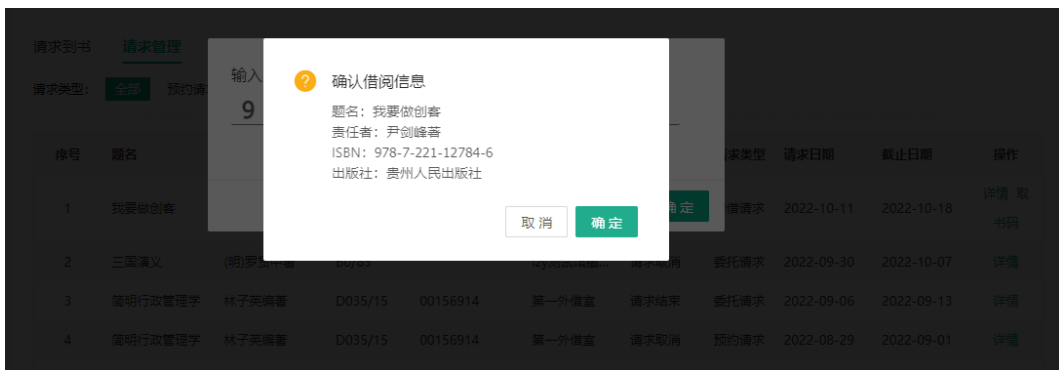 请求到书 请求管理
请求类型: 全部 预约请
输入
9
确认借阅信息
题名:我要做创客
责任者:尹剑峰著
ISBN:978-7-221-12784-6
出版社:贵州人民出版社
取消 确定
确定
序号 题名 求类型 请求日期 截止日期 操作
1 我要做创客 借请求 2022-10-11 2022-10-18 详情 取书码
2 三国演义 (明)罗贯中著 委托请求 2022-09-30 2022-10-07 详情
3 简明行政管理学 林子英编著 D035/15 00156914 第一外借室 请求结束 委托请求 2022-09-06 2022-09-13 详情
4 简明行政管理学 林子英编著 D035/15 00156914 第一外借室 请求取消 预约请求 2022-08-29 2022-09-01 详情